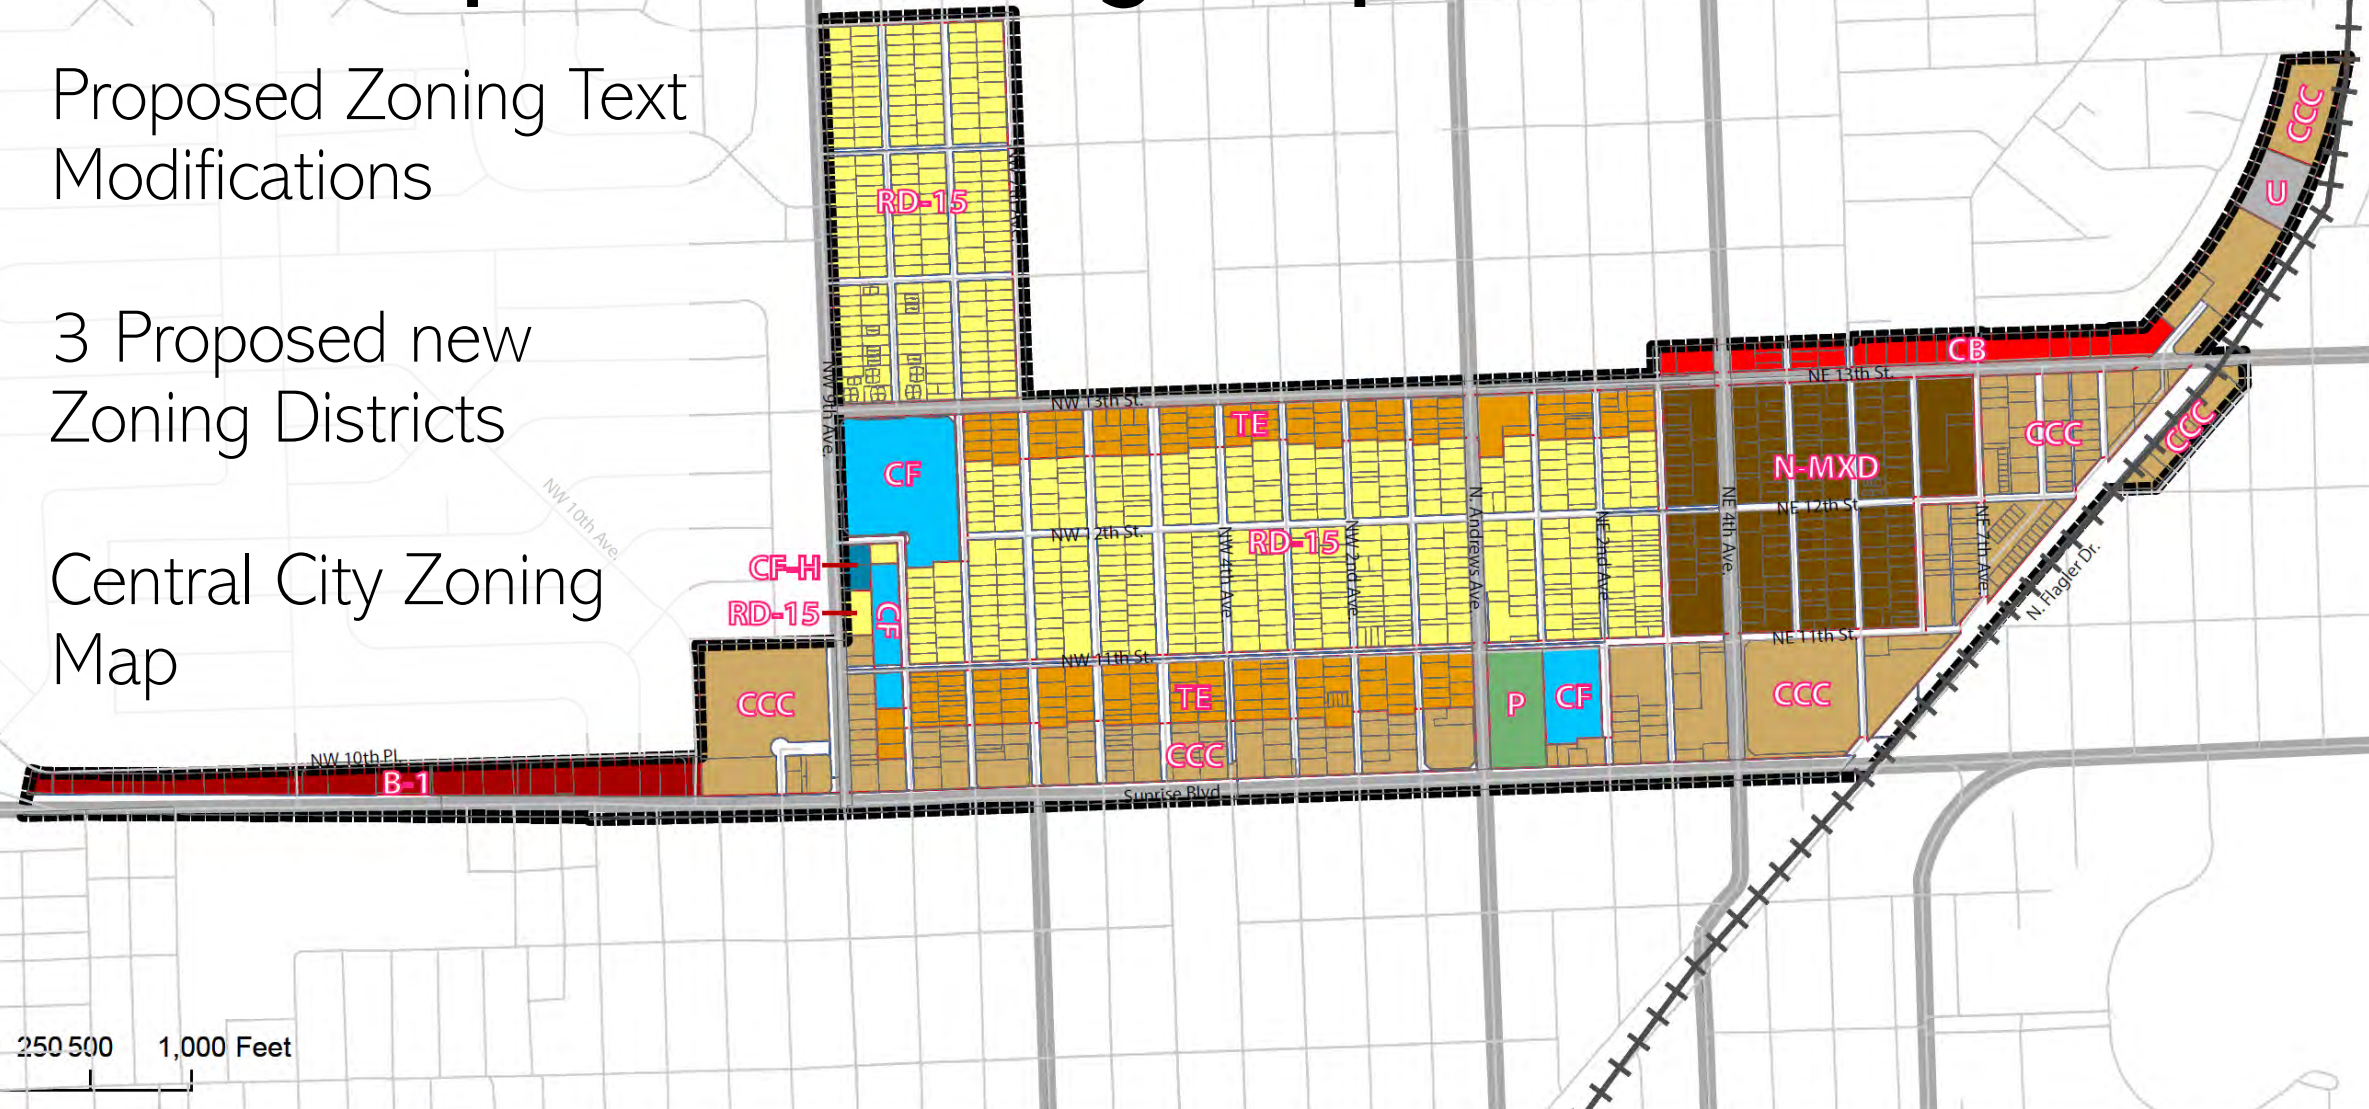 Proposed Zoning Text
Modifications
3 Proposed new
Zoning Districts
Central City Zoning
Map
CCC
U
RD-15
CB
NE 13th St.
NW 9th Ave.
NW 13th St.
TE
CCC
CCC
CF
N-MXD
NW 10th Ave.
N. Andrews Ave.
NE 4th Ave.
NE 12th St.
NE 7th Ave.
NW 12th St.
RD-15
NW 4th Ave.
NW 2nd Ave.
NE 2nd Ave.
N. Flagler Dr.
CF-H
RD-15
CF
NE 11th St.
NW 11th St.
CCC
TE
P
CF
CCC
CCC
NW 10th Pl.
B-1
Sunrise Blvd
250 500 1,000 Feet